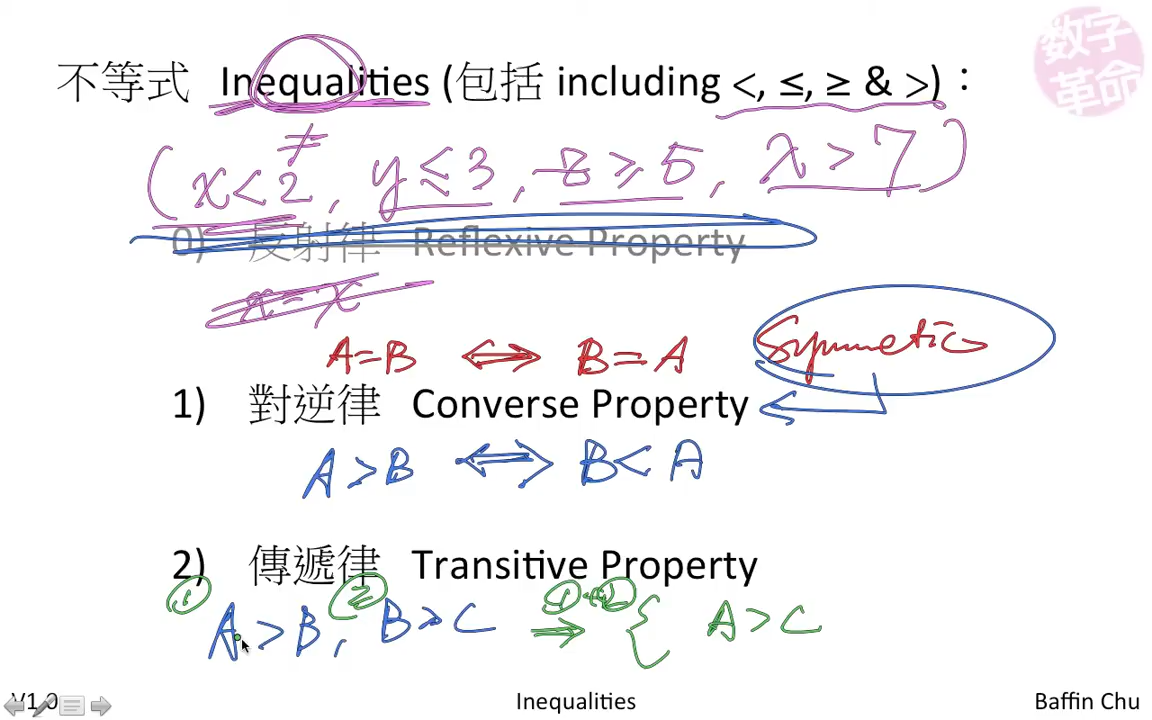 数字
革命
不等式 Inequalities (包括 including <, ≤, ≥ & >)：
≠
(x < 2, y ≤ 3, z ≥ 5, x > 7)
0) 反射律 Reflexive Property
x = x
A = B ⟺ B = A Symmetic
1) 對逆律 Converse Property
A > B ⟺ B < A
2) 傳遞律 Transitive Property
① ② ①+②
A > B, B > C ⇒ { A > C
V1.0 Inequalities Baffin Chu